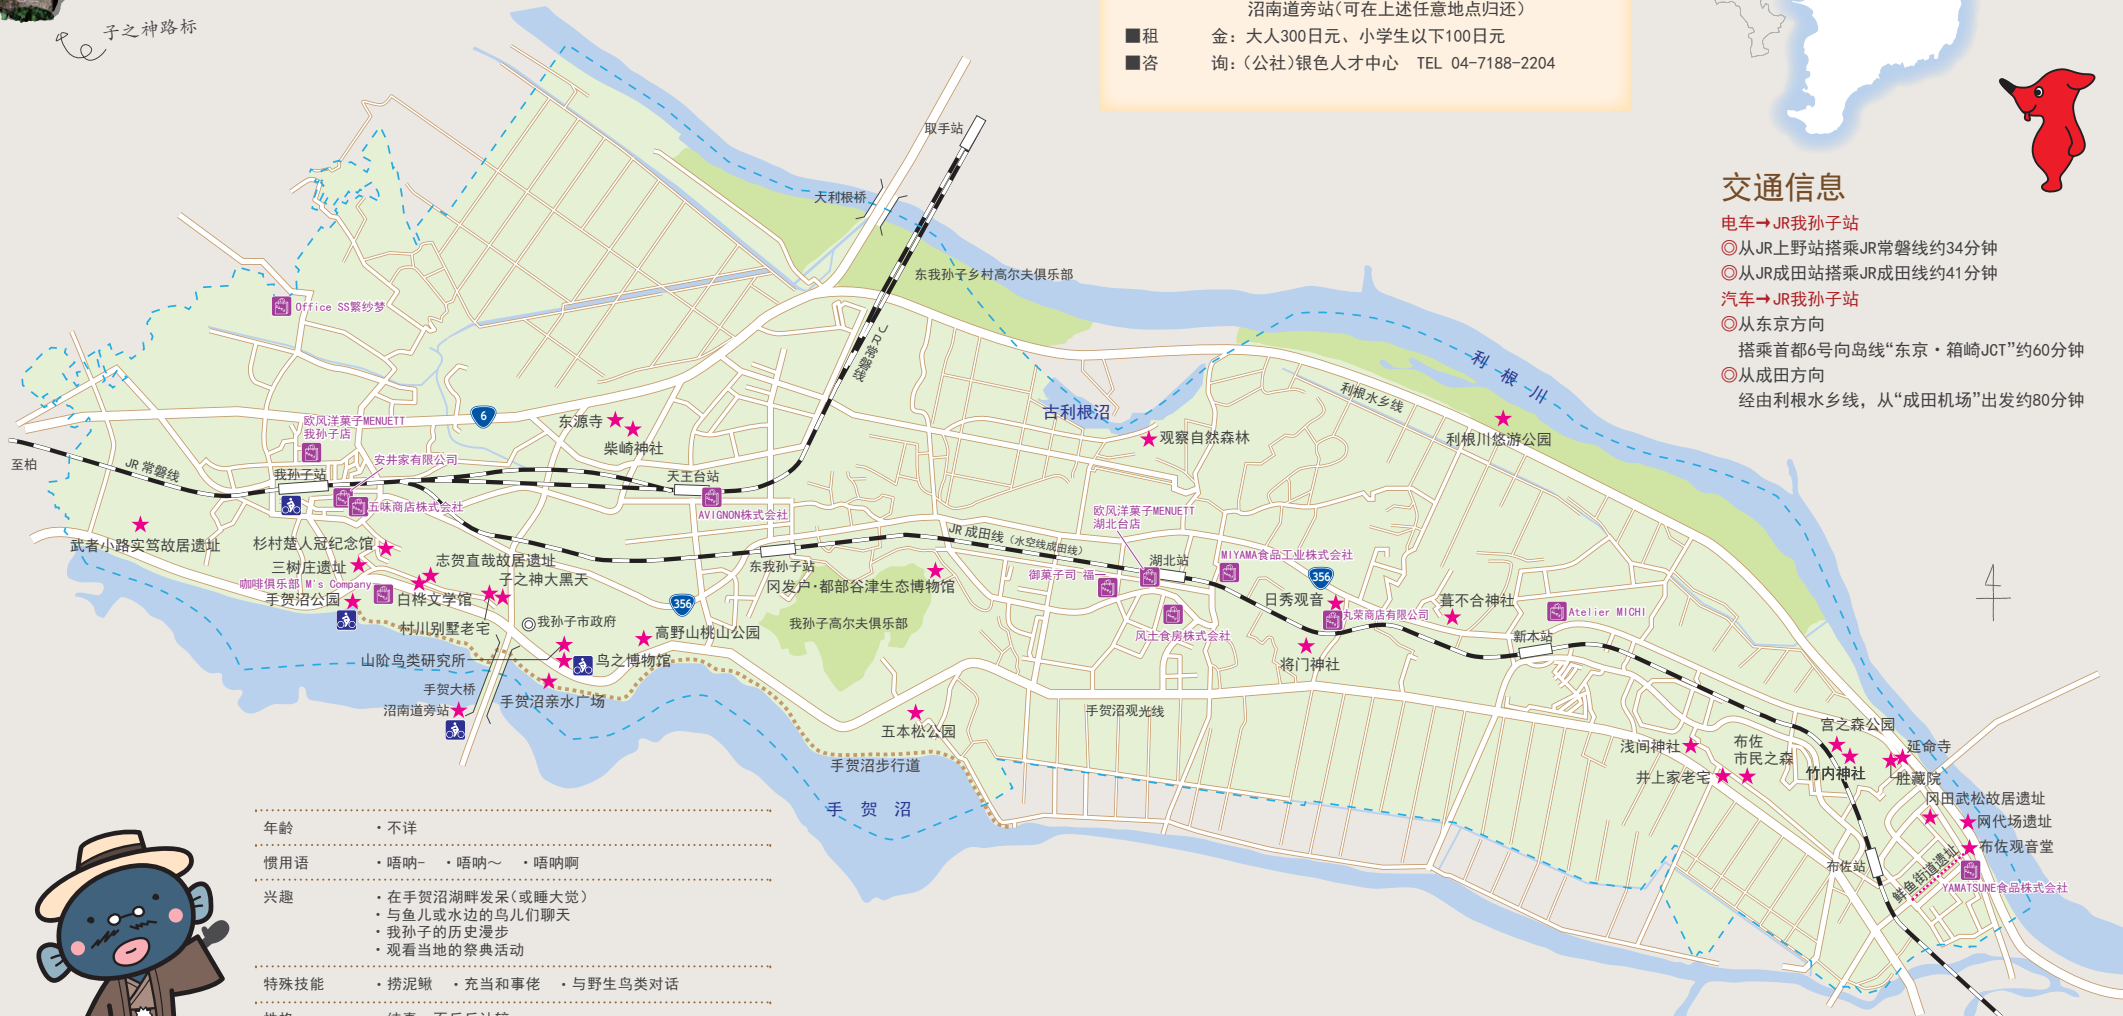 子之神路标
沼南道旁站(可在上述任意地点归还)
■租　　金：大人300日元、小学生以下100日元
■咨　　询：(公社)银色人才中心　TEL 04-7188-2204
交通信息
电车→JR我孙子站
◎从JR上野站搭乘JR常磐线约34分钟
◎从JR成田站搭乘JR成田线约41分钟
汽车→JR我孙子站
◎从东京方向
搭乘首都6号向岛线“东京・箱崎JCT”约60分钟
◎从成田方向
经由利根水乡线，从“成田机场”出发约80分钟
取手站
大利根桥
东我孙子乡村高尔夫俱乐部
Office SS繁纱梦
JR常磐线
利根川
利根水乡线
古利根沼
观察自然森林
利根川悠游公园
6
欧风洋菓子MENUETT
我孙子店
东源寺
柴崎神社
至柏
JR常磐线
我孙子站
安井家有限公司
五味商店株式会社
天王台站
AVIGNON株式会社
欧风洋菓子MENUETT
湖北台店
JR 成田线（水空线成田线）
武者小路实笃故居遗址
杉村楚人冠纪念馆
三树庄遗址
志贺直哉故居遗址
子之神大黑天
咖啡俱乐部 M's Company
手贺沼公园
白桦文学馆
村川别墅老宅
我孙子市政府
356
东我孙子站
冈发户·都部谷津生态博物馆
我孙子高尔夫俱乐部
御菓子司 福一
湖北站
MIYAMA食品工业株式会社
356
日秀观音
丸荣商店有限公司
葺不合神社
Atelier MICHI
风土食房株式会社
将门神社
新木站
高野山桃山公园
山阶鸟类研究所
鸟之博物馆
手贺大桥
沼南道旁站
手贺沼亲水广场
五本松公园
手贺沼观光线
手贺沼步行道
手贺沼
浅间神社
布佐
市民之森
井上家老宅
宫之森公园
竹内神社
延命寺
胜藏院
冈田武松故居遗址
网代场遗址
布佐观音堂
布佐站
鲜鱼街道遗址
YAMATSUNE食品株式会社
年龄　・不详
惯用语　・唔呐-　・唔呐～　・唔呐啊
兴趣　・在手贺沼湖畔发呆(或睡大觉)
・与鱼儿或水边的鸟儿们聊天
・我孙子的历史漫步
・观看当地的祭典活动
特殊技能　・捞泥鳅　・充当和事佬　・与野生鸟类对话